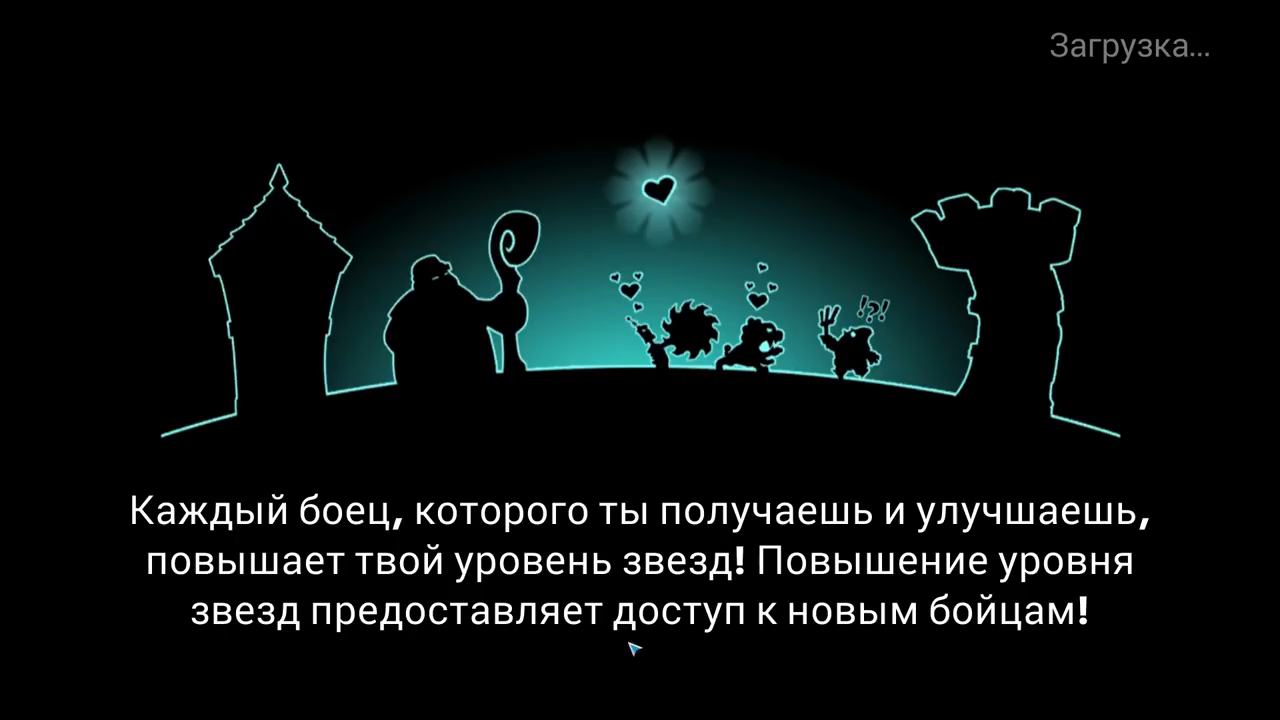 Загрузка...
!?!
Каждый боец, которого ты получаешь и улучшаешь,
повышает твой уровень звезд! Повышение уровня
звезд предоставляет доступ к новым бойцам!